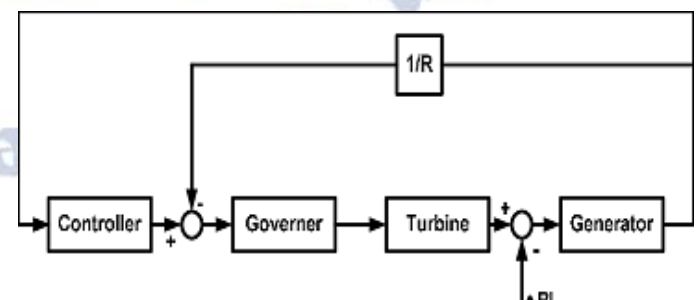 1/R
-
Controller
+
Governer
Turbine
+
-
Generator